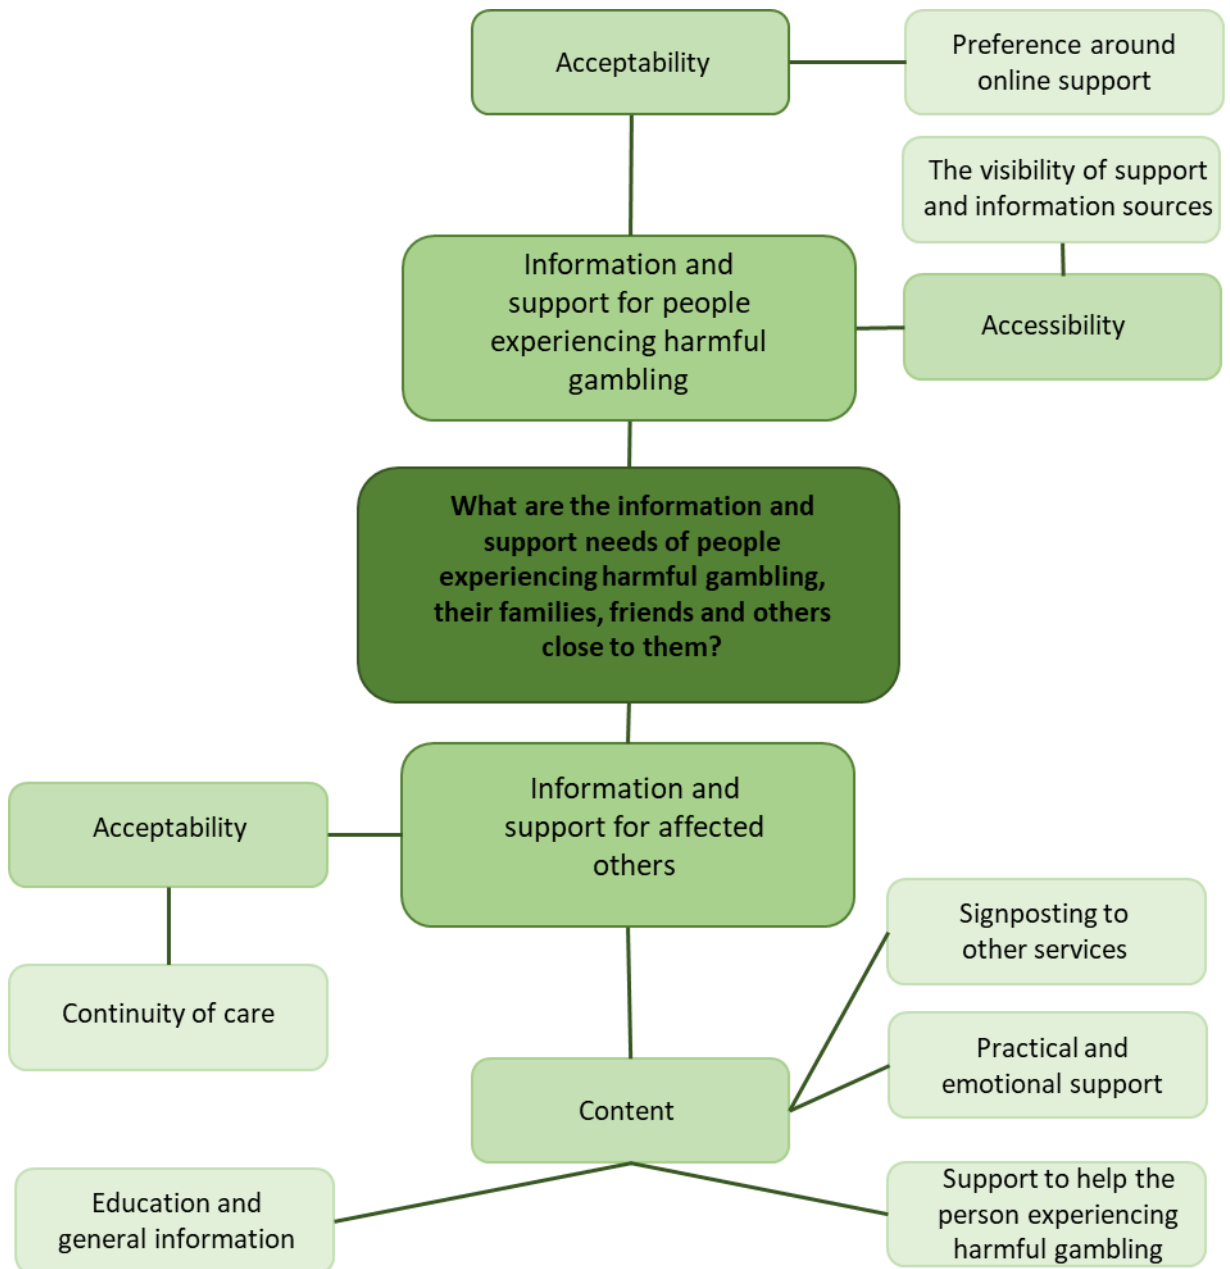 Acceptability
Preference around
online support
The visibility of support
and information sources
Information and
support for people
experiencing harmful
gambling
Accessibility
What are the information and
support needs of people
experiencing harmful gambling,
their families, friends and others
close to them?
Information and
support for affected
others
Acceptability
Continuity of care
Signposting to
other services
Practical and
emotional support
Content
Education and
general information
Support to help the
person experiencing
harmful gambling